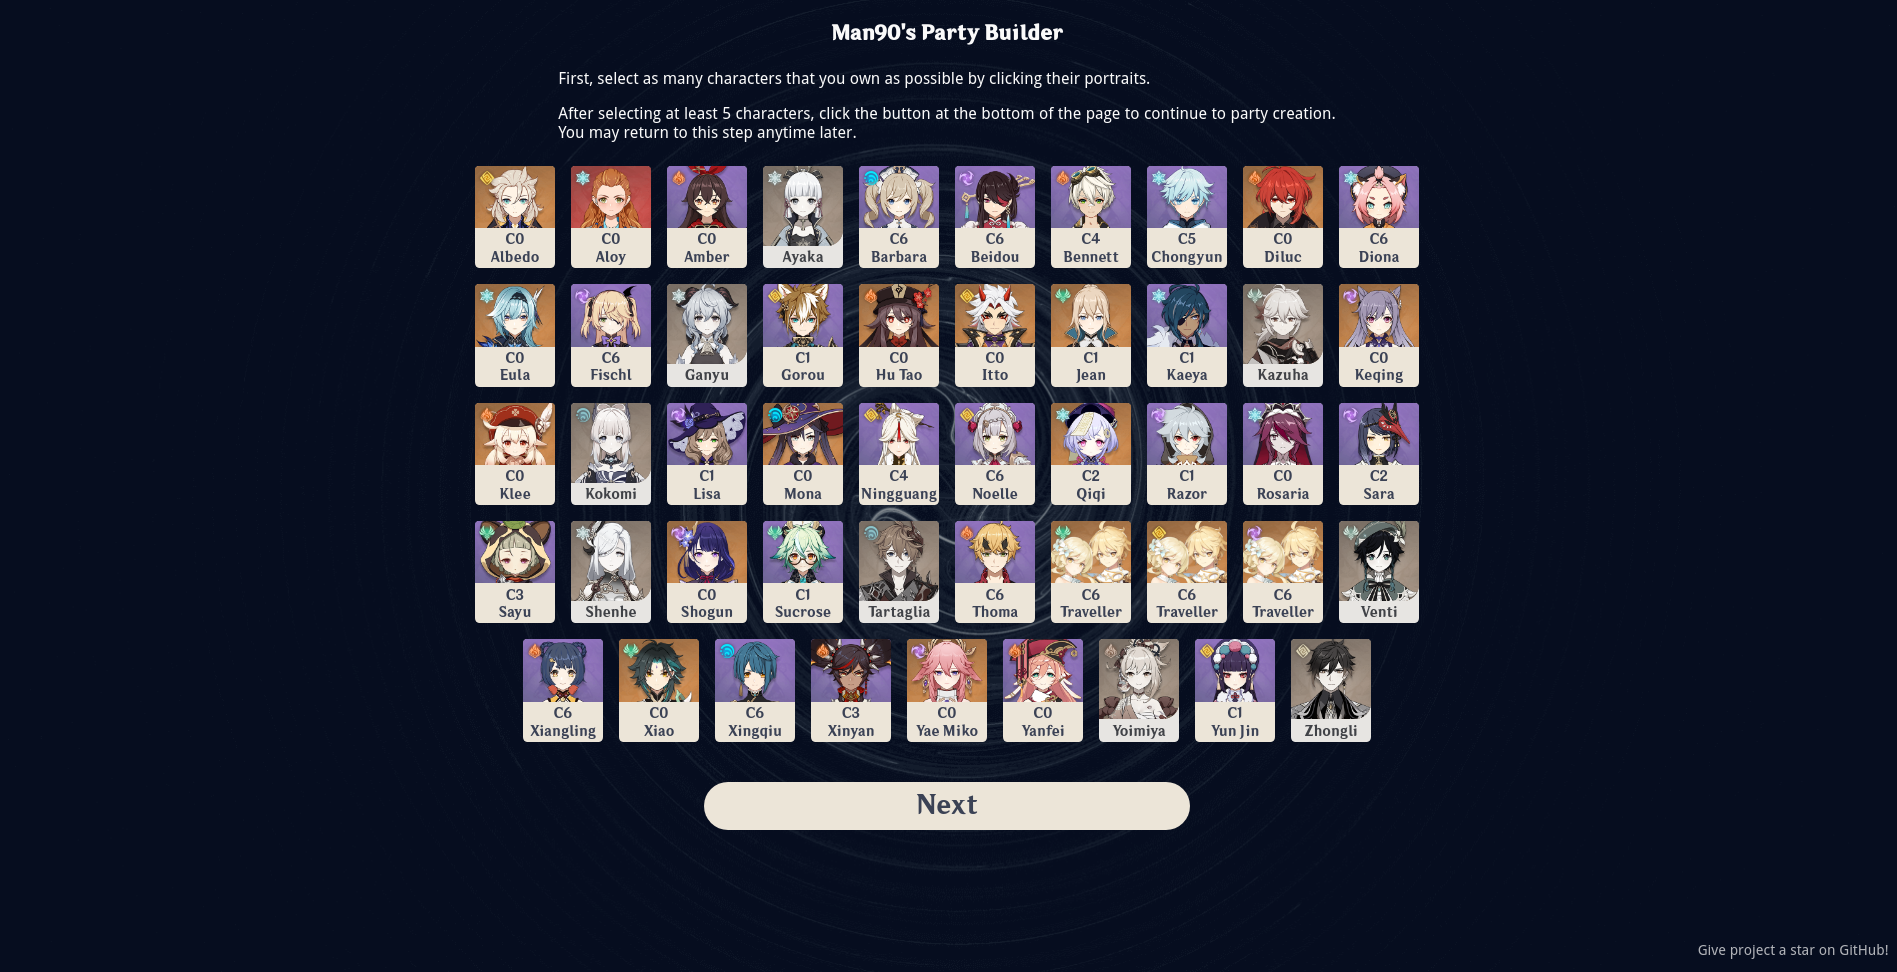 Man90's Party Builder
First, select as many characters that you own as possible by clicking their portraits.
After selecting at least 5 characters, click the button at the bottom of the page to continue to party creation.
You may return to this step anytime later.
C0 C0 C0 C6 C6 C4 C5 C0 C6
Albedo Aloy Amber Ayaka Barbara Beidou Bennett Chongyun Diluc Diona
C0 C6 C1 C0 C0 C1 C1 C0
Eula Fischl Ganyu Gorou Hu Tao Itto Jean Kaeya Kazuha Keqing
C0 C1 C0 C4 C6 C2 C1 C0 C2
Klee Kokomi Lisa Mona Ningguang Noelle Qiqi Razor Rosaria Sara
C3 C0 C1 C6 C6 C6 C6
Sayu Shenhe Shogun Sucrose Tartaglia Thoma Traveller Traveller Traveller Venti
C6 C0 C6 C3 C0 C0 C1
Xiangling Xiao Xingqiu Xinyan Yae Miko Yanfei Yoimiya Yun Jin Zhongli
Next
Give project a star on GitHub!